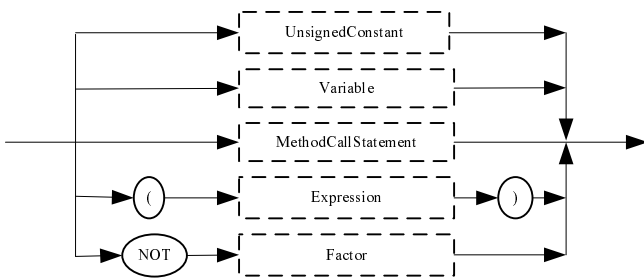 UnsignedConstant
Variable
MethodCallStatement
( Expression )
NOT Factor